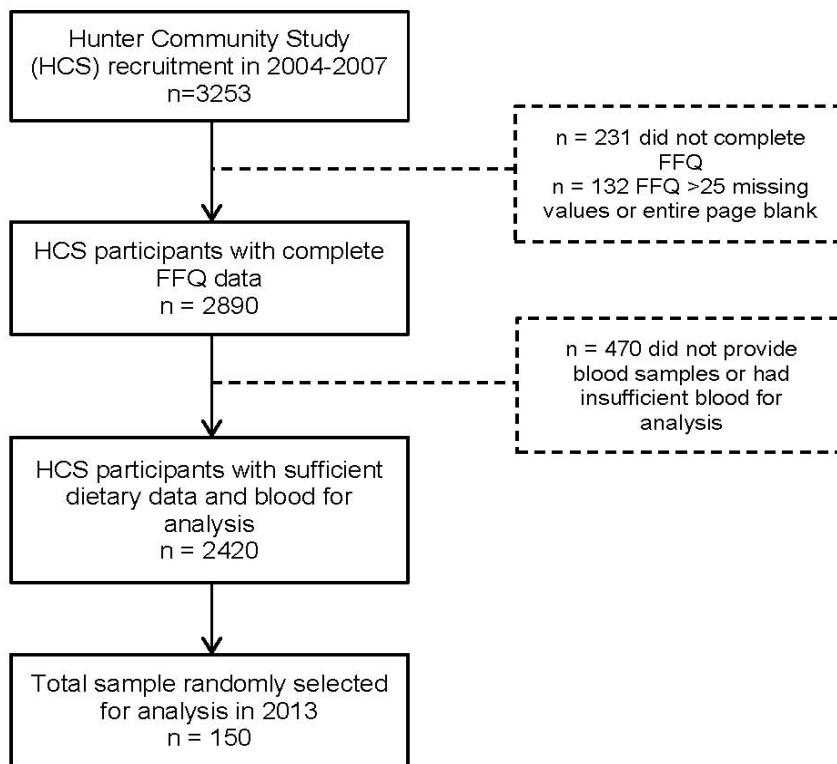 Hunter Community Study
(HCS) recruitment in 2004-2007
n=3253
n = 231 did not complete
FFQ
n = 132 FFQ >25 missing
values or entire page blank
HCS participants with complete
FFQ data
n = 2890
n = 470 did not provide
blood samples or had
insufficient blood for
analysis
HCS participants with sufficient
dietary data and blood for
analysis
n = 2420
Total sample randomly selected
for analysis in 2013
n = 150